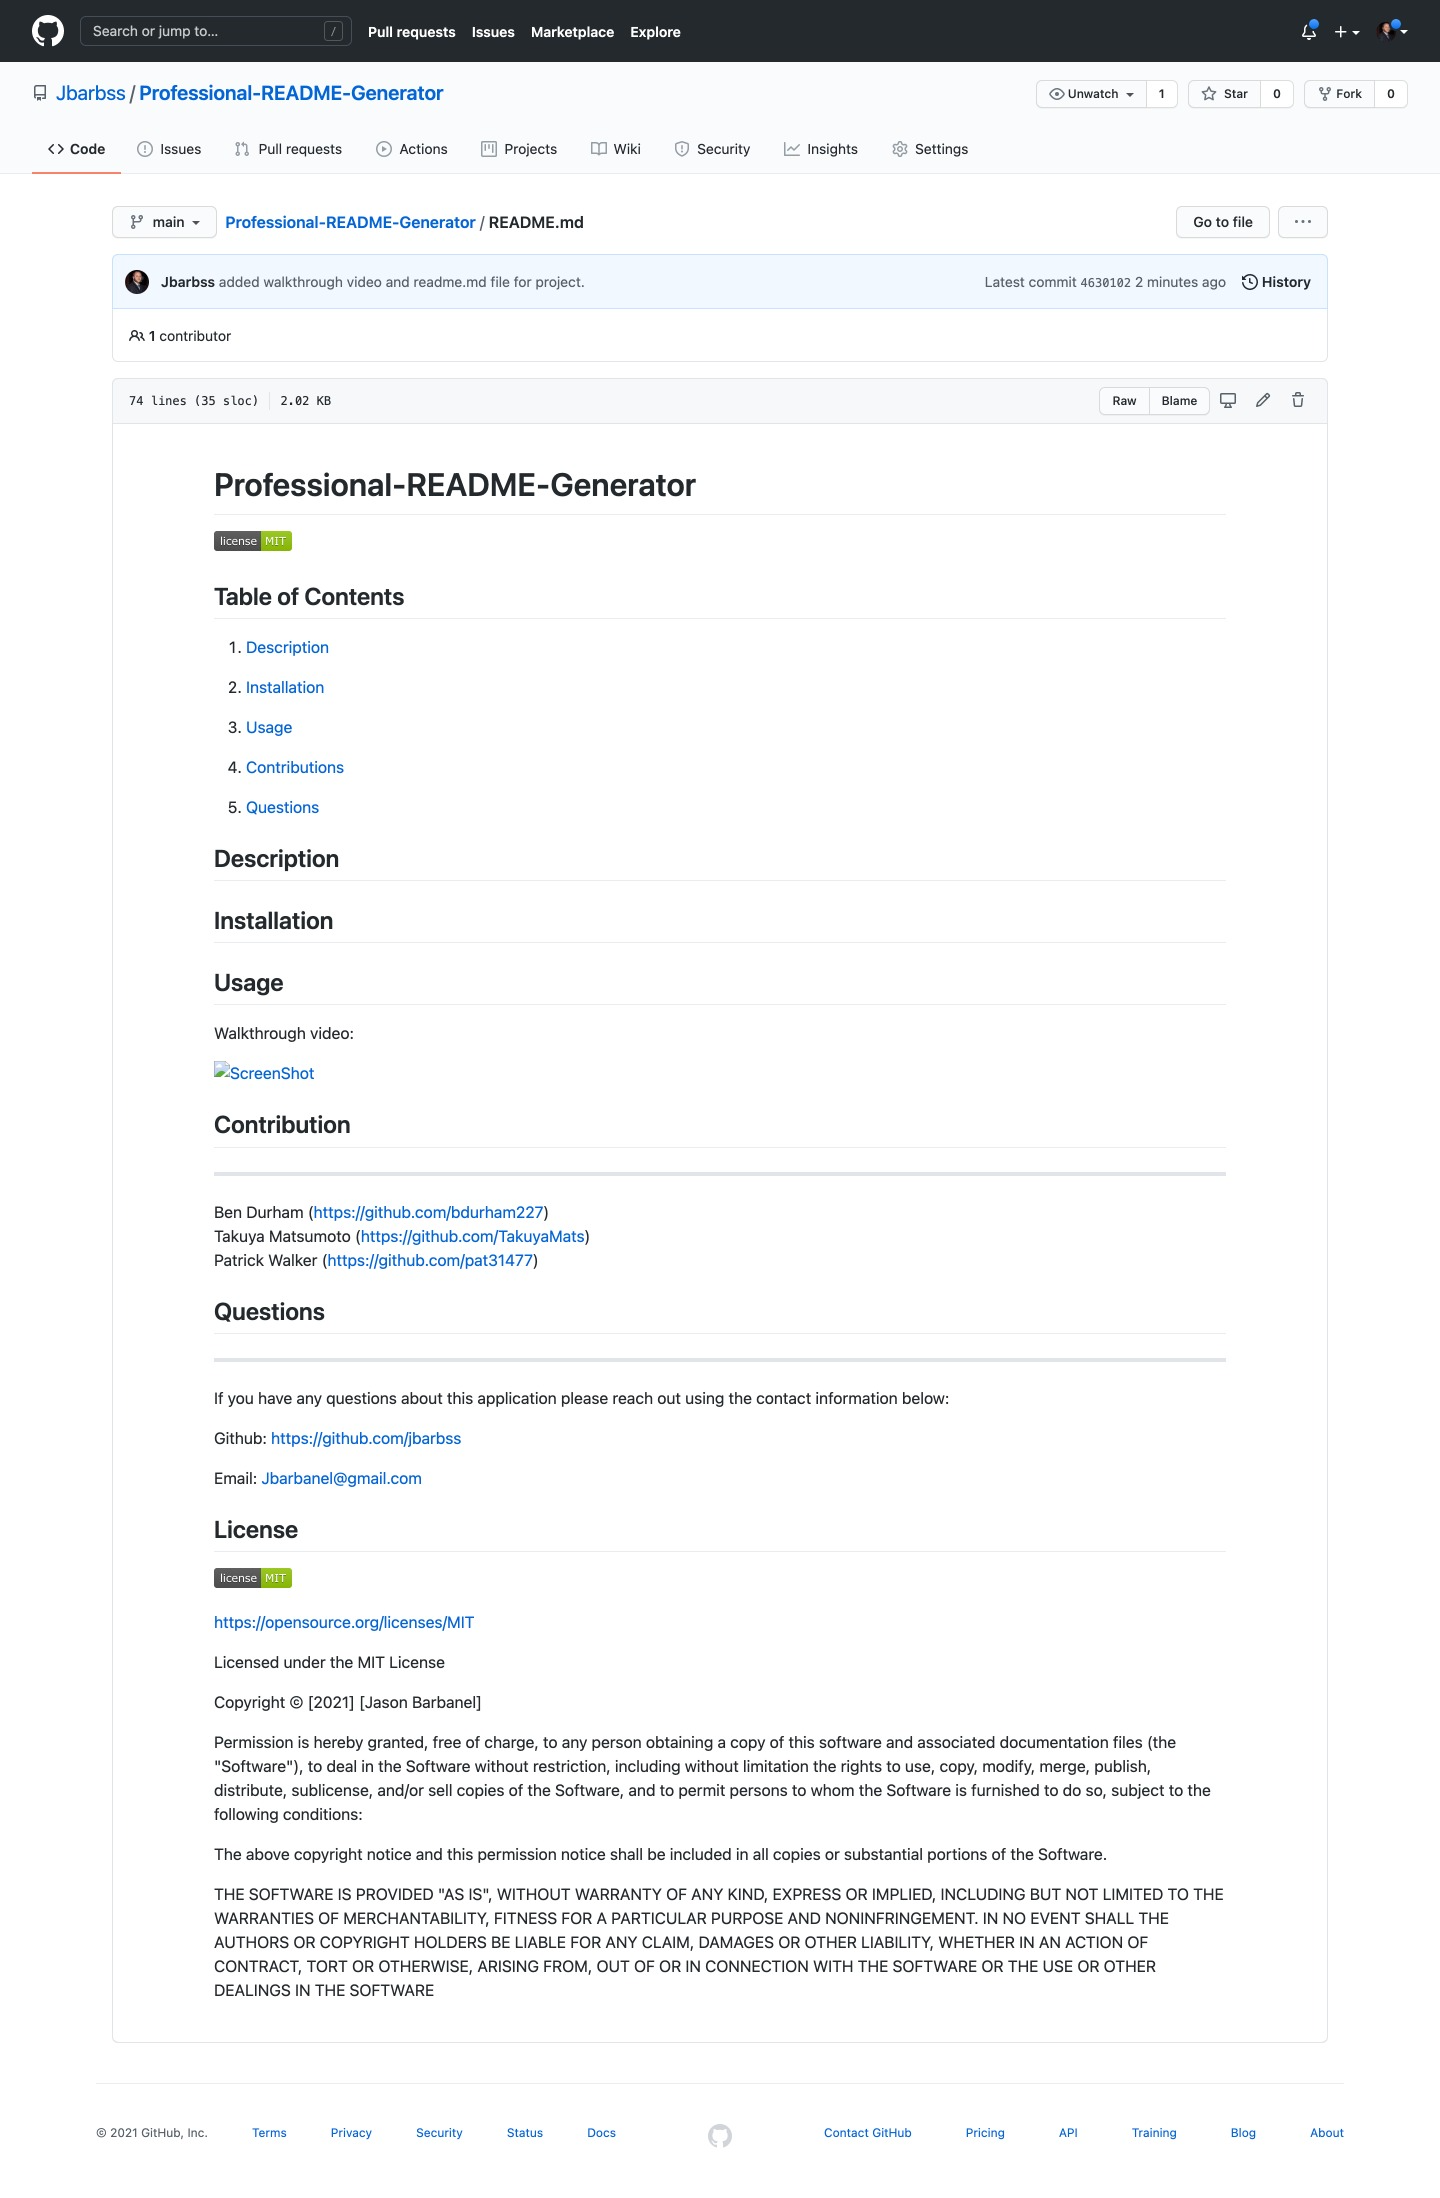 Search or jump to… /
Pull requests Issues Marketplace Explore
Jbarbss / Professional-README-Generator
Unwatch 1 Star 0 Fork 0
Code Issues Pull requests Actions Projects Wiki Security Insights Settings
main Professional-README-Generator / README.md Go to file ···
Jbarbss added walkthrough video and readme.md file for project. Latest commit 4630102 2 minutes ago History
1 contributor
74 lines (35 sloc) 2.02 KB Raw Blame
Professional-README-Generator
license MIT
Table of Contents
1. Description
2. Installation
3. Usage
4. Contributions
5. Questions
Description
Installation
Usage
Walkthrough video:
ScreenShot
Contribution
Ben Durham (https://github.com/bdurham227)
Takuya Matsumoto (https://github.com/TakuyaMats)
Patrick Walker (https://github.com/pat31477)
Questions
If you have any questions about this application please reach out using the contact information below:
Github: https://github.com/jbarbss
Email: Jbarbanel@gmail.com
License
license MIT
https://opensource.org/licenses/MIT
Licensed under the MIT License
Copyright © [2021] [Jason Barbanel]
Permission is hereby granted, free of charge, to any person obtaining a copy of this software and associated documentation files (the
"Software"), to deal in the Software without restriction, including without limitation the rights to use, copy, modify, merge, publish,
distribute, sublicense, and/or sell copies of the Software, and to permit persons to whom the Software is furnished to do so, subject to the
following conditions:
The above copyright notice and this permission notice shall be included in all copies or substantial portions of the Software.
THE SOFTWARE IS PROVIDED "AS IS", WITHOUT WARRANTY OF ANY KIND, EXPRESS OR IMPLIED, INCLUDING BUT NOT LIMITED TO THE
WARRANTIES OF MERCHANTABILITY, FITNESS FOR A PARTICULAR PURPOSE AND NONINFRINGEMENT. IN NO EVENT SHALL THE
AUTHORS OR COPYRIGHT HOLDERS BE LIABLE FOR ANY CLAIM, DAMAGES OR OTHER LIABILITY, WHETHER IN AN ACTION OF
CONTRACT, TORT OR OTHERWISE, ARISING FROM, OUT OF OR IN CONNECTION WITH THE SOFTWARE OR THE USE OR OTHER
DEALINGS IN THE SOFTWARE
© 2021 GitHub, Inc. Terms Privacy Security Status Docs Contact GitHub Pricing API Training Blog About